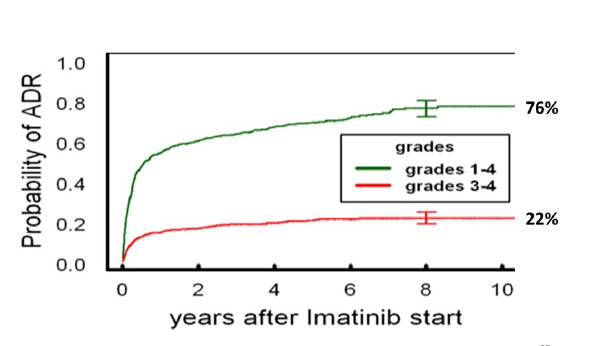 Probability of ADR
1.0
0.8
0.6
0.4
0.2
0.0
76%
grades
grades 1-4
grades 3-4
22%
0 2 4 6 8 10
years after Imatinib start